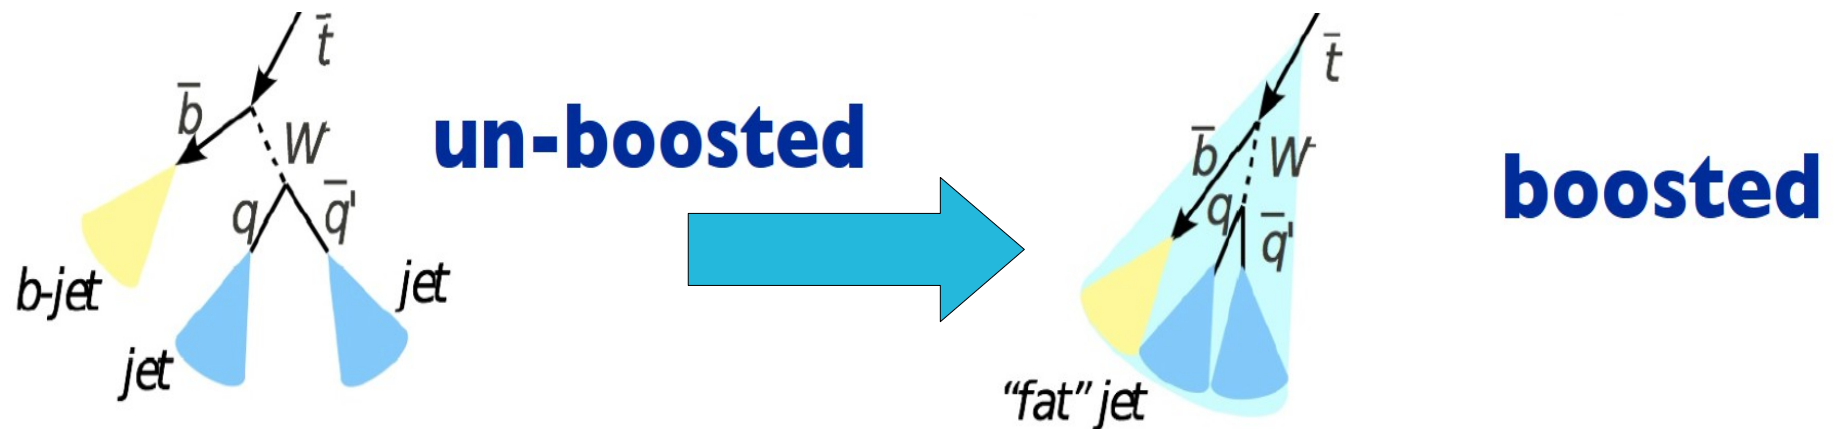 t̄
b̄
W⁻
un-boosted
q
q̄'
b-jet
jet
jet
t̄
b̄
W⁻
boosted
q
q̄'
“fat” jet